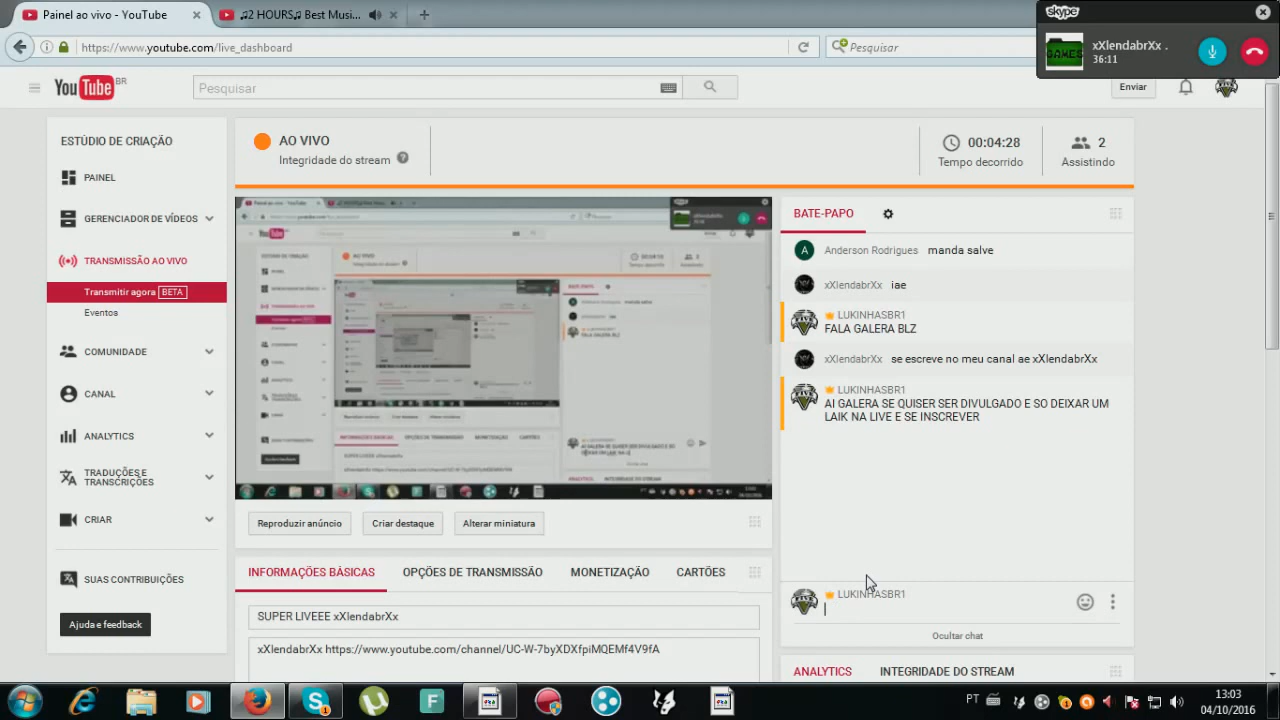 Painel ao vivo - YouTube
♫2 HOURS♫ Best Musi...
skype
xXlendabrXx .
36:11
GAMES
https://www.youtube.com/live_dashboard
Pesquisar
YouTube BR
Pesquisar
Enviar
ESTÚDIO DE CRIAÇÃO
PAINEL
GERENCIADOR DE VÍDEOS
TRANSMISSÃO AO VIVO
Transmitir agora BETA
Eventos
COMUNIDADE
CANAL
ANALYTICS
TRADUÇÕES E
TRANSCRIÇÕES
CRIAR
SUAS CONTRIBUIÇÕES
Ajuda e feedback
AO VIVO
Integridade do stream ?
00:04:28
Tempo decorrido
2
Assistindo
Reproduzir anúncio
Criar destaque
Alterar miniatura
INFORMAÇÕES BÁSICAS
OPÇÕES DE TRANSMISSÃO
MONETIZAÇÃO
CARTÕES
SUPER LIVEEE xXlendabrXx
xXlendabrXx https://www.youtube.com/channel/UC-W-7byXDXfpiMQEMf4V9fA
BATE-PAPO
A Anderson Rodrigues manda salve
xXlendabrXx iae
LUKINHASBR1
FALA GALERA BLZ
xXlendabrXx se escreve no meu canal ae xXlendabrXx
LUKINHASBR1
AI GALERA SE QUISER SER DIVULGADO E SO DEIXAR UM
LAIK NA LIVE E SE INSCREVER
LUKINHASBR1
Ocultar chat
ANALYTICS
INTEGRIDADE DO STREAM
PT
13:03
04/10/2016